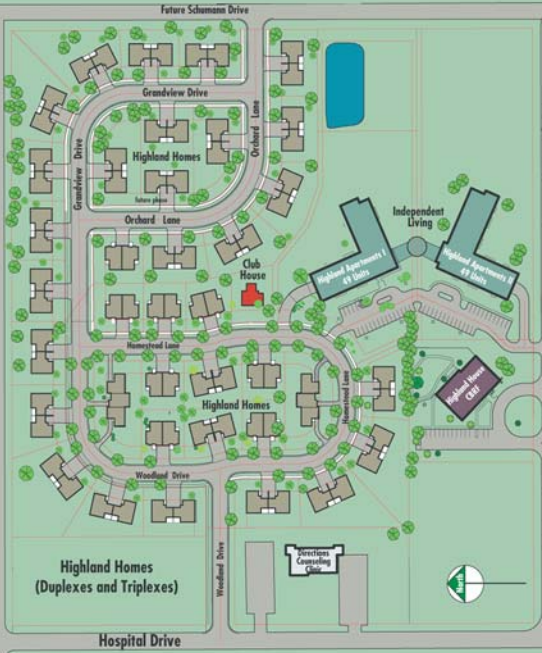 Future Schumann Drive
Grandview Drive
Grandview Drive
Orchard Lane
Highland Homes
future phase
Orchard Lane
Independent
Living
Club
House
Highland Apartments I
49 Units
Highland Apartments II
49 Units
Homestead Lane
Highland House
CBRF
Highland Homes
Homestead Lane
Woodland Drive
Woodland Drive
Directions
Counseling
Clinic
Highland Homes
(Duplexes and Triplexes)
North
Hospital Drive